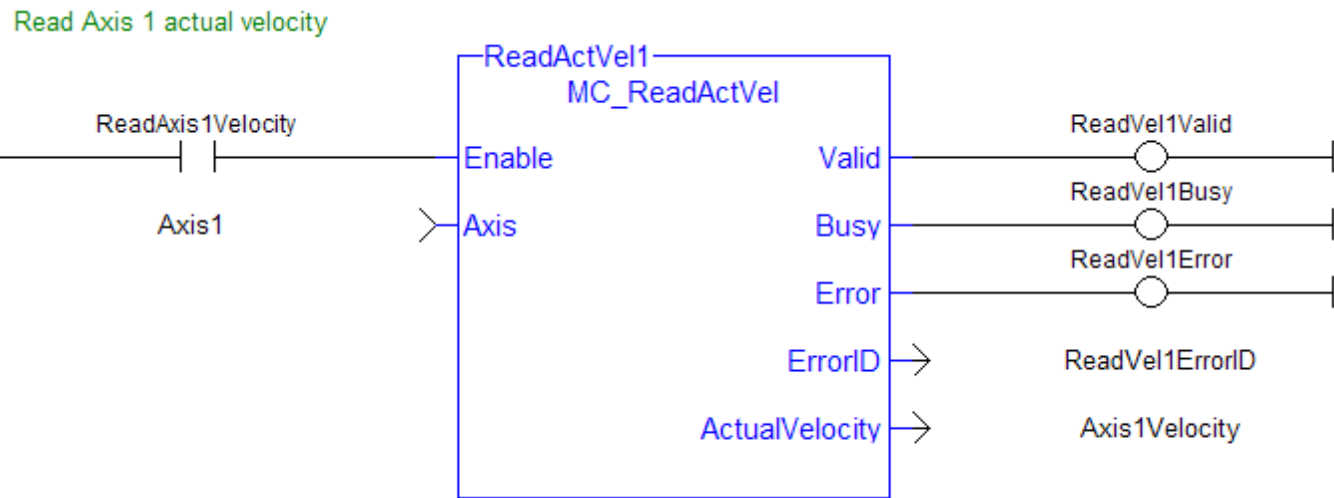 Read Axis 1 actual velocity
ReadActVel1
MC_ReadActVel
ReadAxis1Velocity
ReadVel1Valid
Enable
Valid
ReadVel1Busy
Axis1
Axis
Busy
ReadVel1Error
Error
ErrorID
ReadVel1ErrorID
ActualVelocity
Axis1Velocity